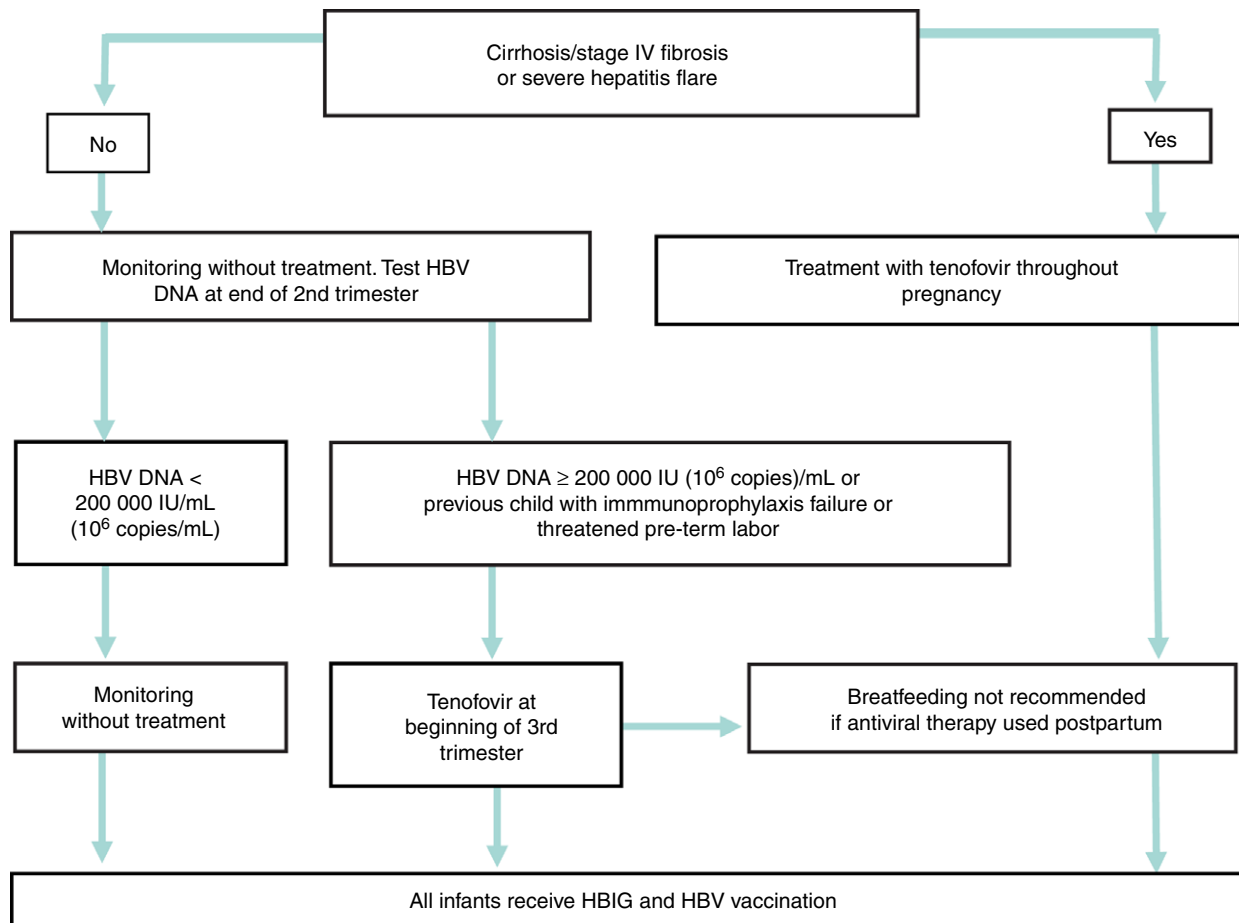 Cirrhosis/stage IV fibrosis
or severe hepatitis flare
No
Yes
Monitoring without treatment. Test HBV
DNA at end of 2nd trimester
Treatment with tenofovir throughout
pregnancy
HBV DNA <
200 000 IU/mL
(10⁶ copies/mL)
HBV DNA ≥ 200 000 IU (10⁶ copies)/mL or
previous child with immmunoprophylaxis failure or
threatened pre-term labor
Monitoring
without treatment
Tenofovir at
beginning of 3rd
trimester
Breatfeeding not recommended
if antiviral therapy used postpartum
All infants receive HBIG and HBV vaccination